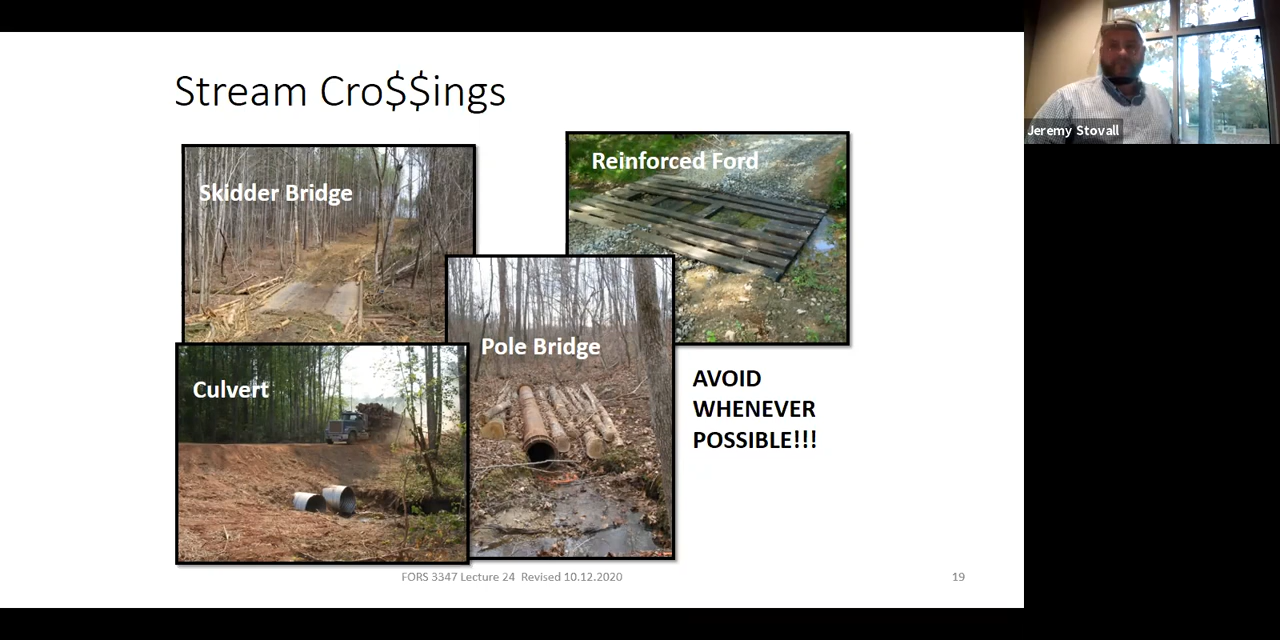 Stream Cro$$ings
Skidder Bridge
Reinforced Ford
Culvert
Pole Bridge
AVOID
WHENEVER
POSSIBLE!!!
FORS 3347 Lecture 24 Revised 10.12.2020
19
Jeremy Stovall